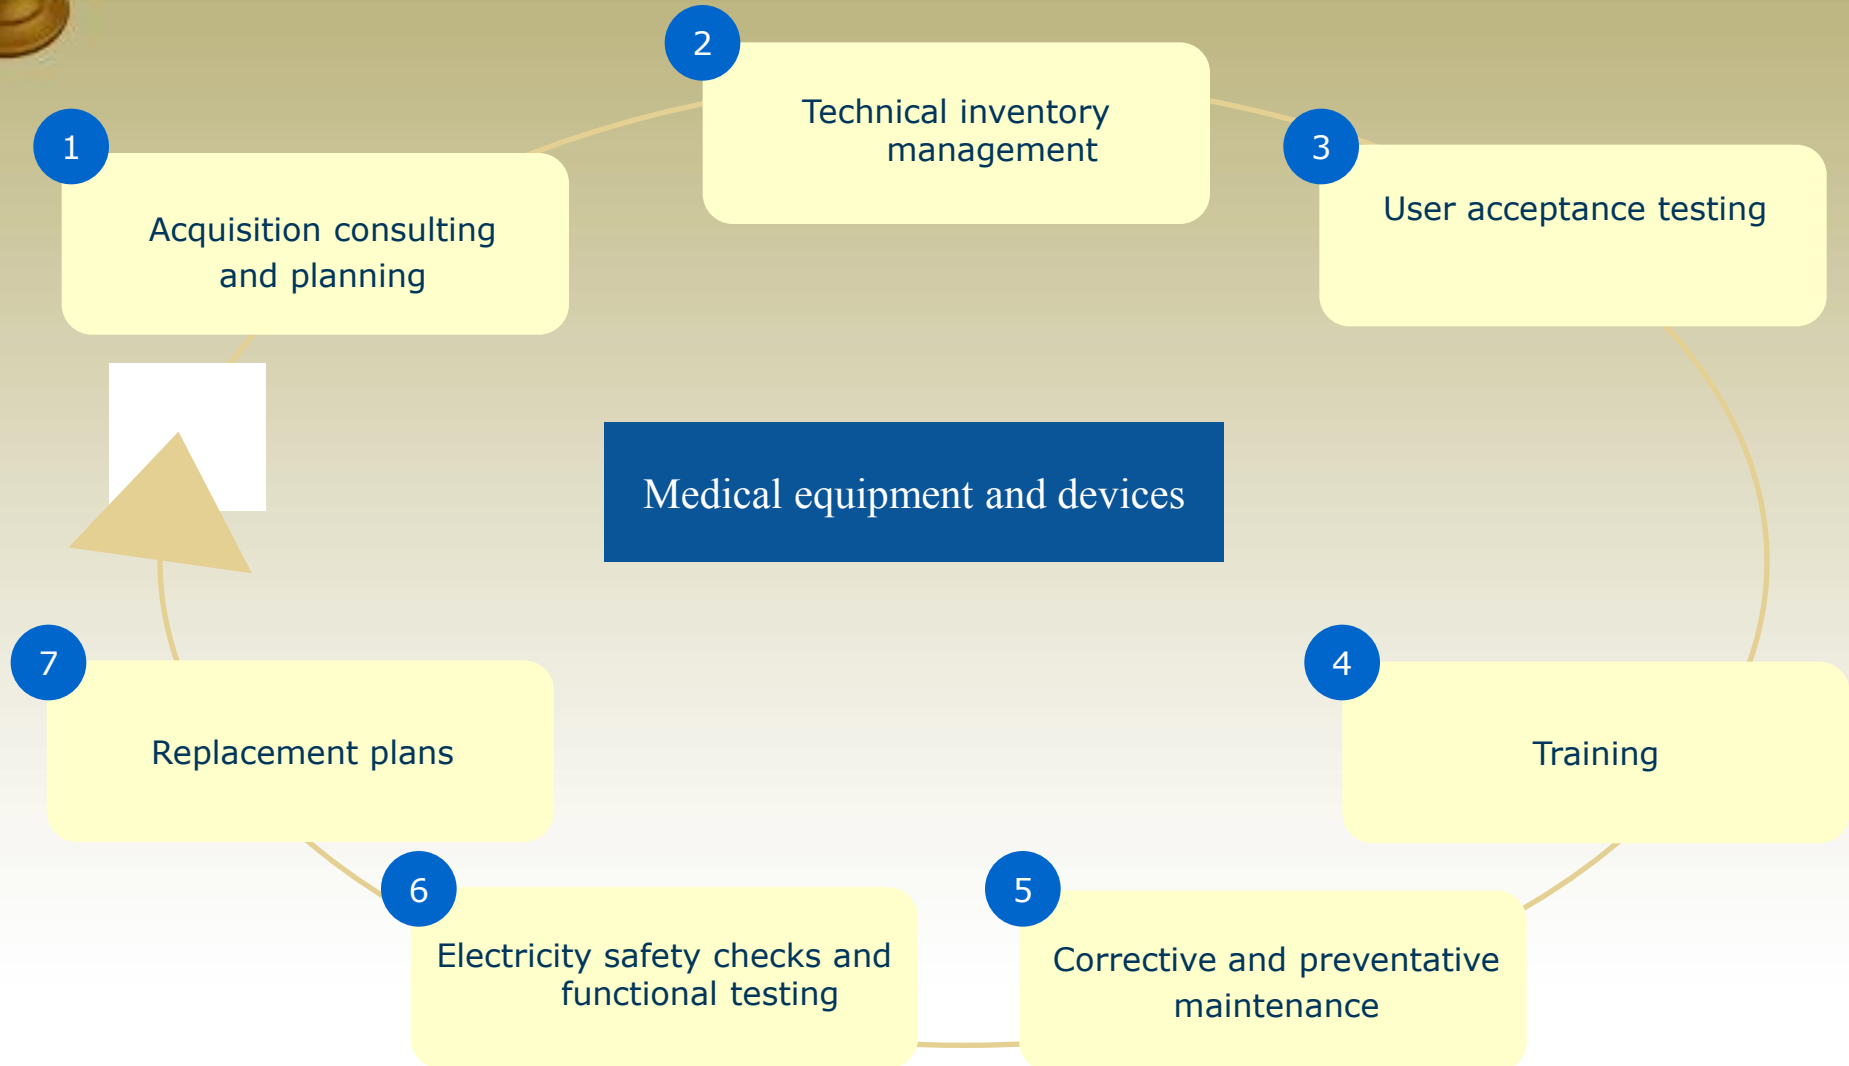 1
Acquisition consulting
and planning
2
Technical inventory
management
3
User acceptance testing
Medical equipment and devices
4
Training
5
Corrective and preventative
maintenance
6
Electricity safety checks and
functional testing
7
Replacement plans